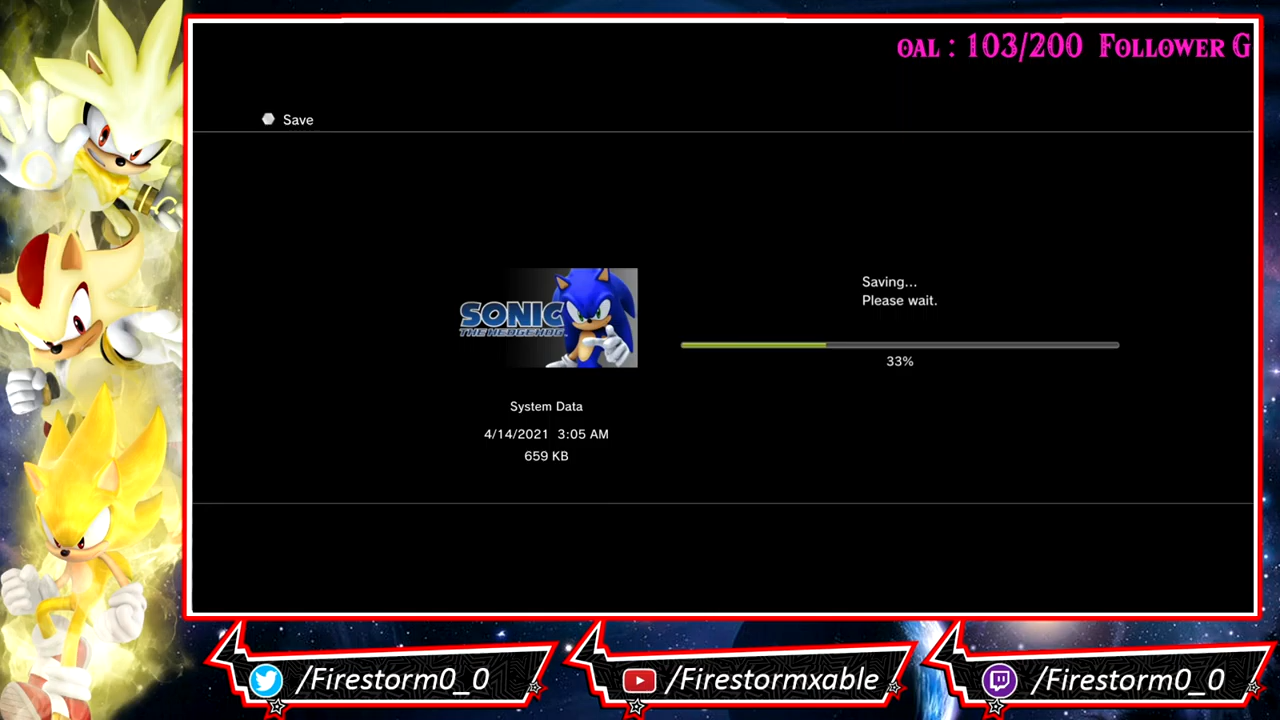 oal : 103/200 Follower G
Save
Saving...
Please wait.
33%
SONIC
THE HEDGEHOG
System Data
4/14/2021 3:05 AM
659 KB
/Firestorm0_0
/Firestormxable
/Firestorm0_0